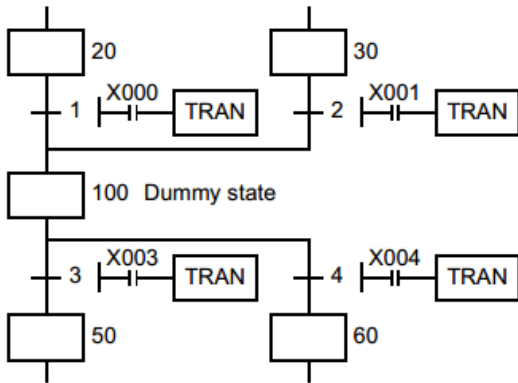 20 30
X000 X001
1 TRAN 2 TRAN
100 Dummy state
X003 X004
3 TRAN 4 TRAN
50 60